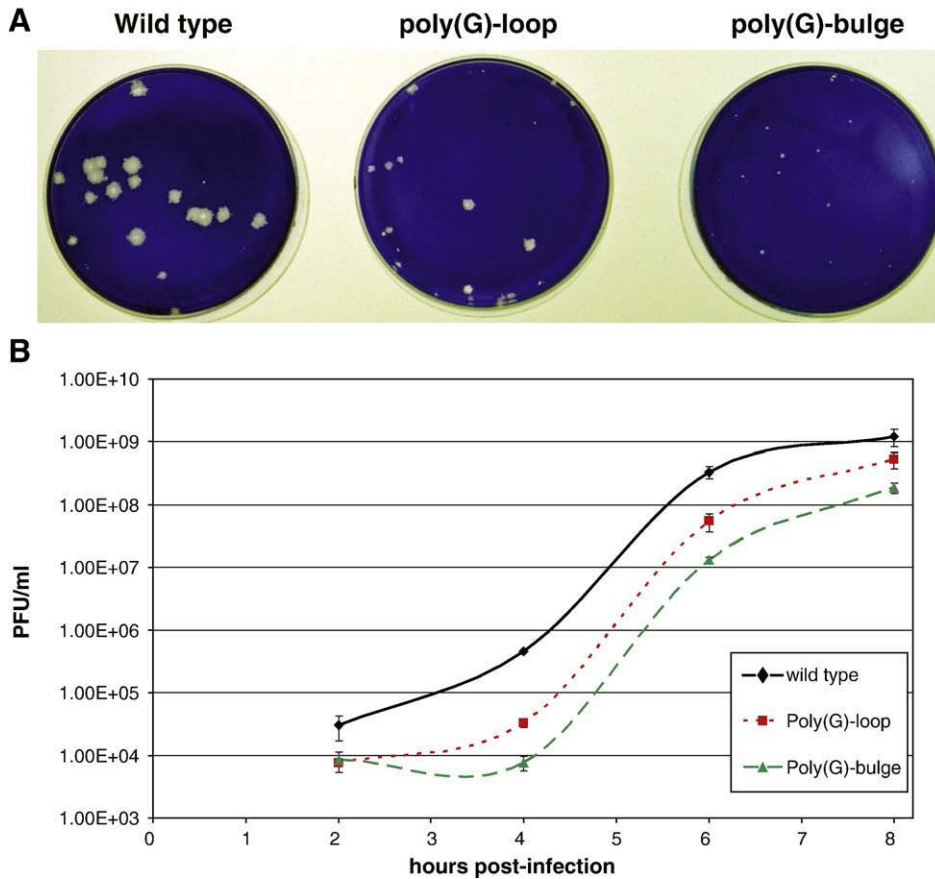 A
Wild type
poly(G)-loop
poly(G)-bulge
B
1.00E+10
1.00E+09
1.00E+08
1.00E+07
1.00E+06
1.00E+05
1.00E+04
1.00E+03
PFU/ml
0 1 2 3 4 5 6 7 8
hours post-infection
wild type
Poly(G)-loop
Poly(G)-bulge